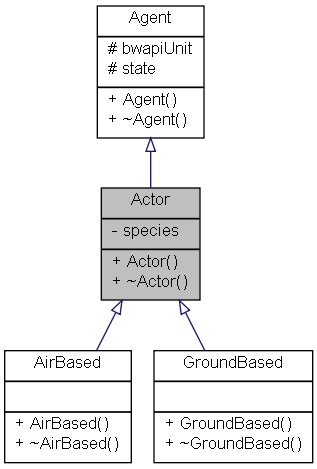 Agent
# bwapiUnit
# state
+ Agent()
+ ~Agent()
Actor
- species
+ Actor()
+ ~Actor()
AirBased
+ AirBased()
+ ~AirBased()
GroundBased
+ GroundBased()
+ ~GroundBased()